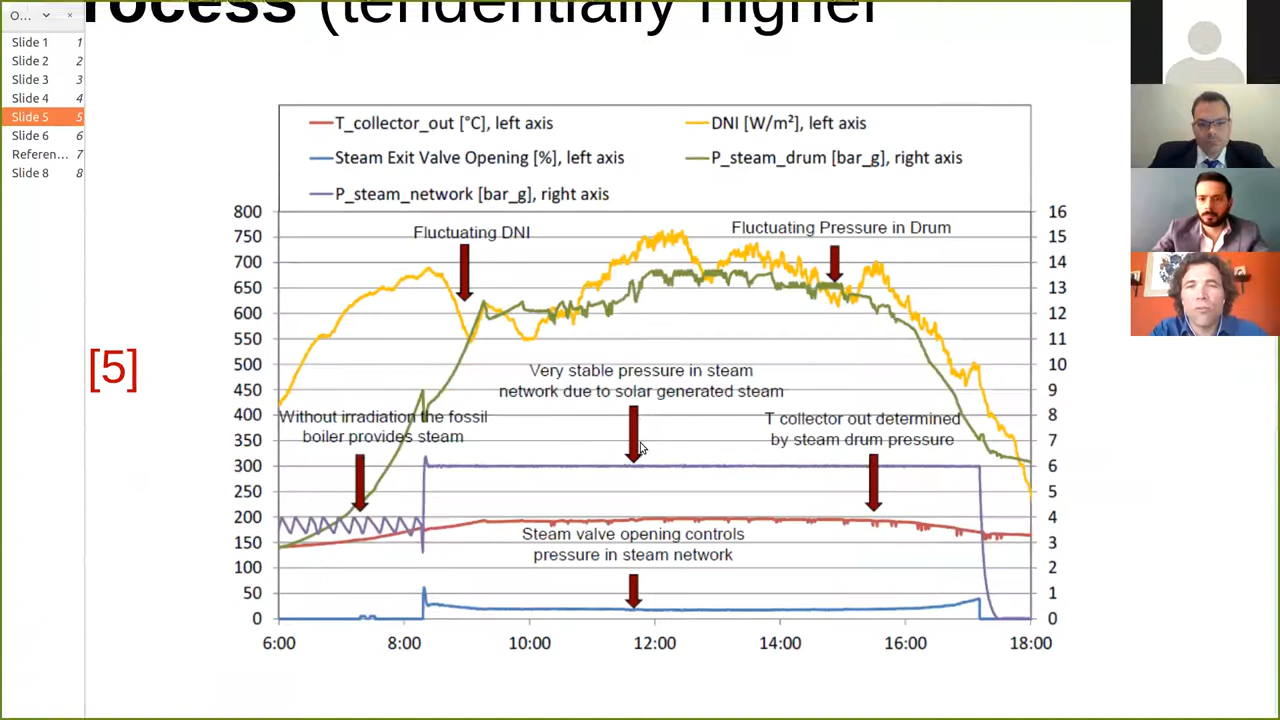 rocess (tendentially higher
O...
Slide 1 1
Slide 2 2
Slide 3 3
Slide 4 4
Slide 5 5
Slide 6 6
Referen... 7
Slide 8 8
[5]
T_collector_out [°C], left axis
DNI [W/m²], left axis
Steam Exit Valve Opening [%], left axis
P_steam_drum [bar_g], right axis
P_steam_network [bar_g], right axis
800
750
700
650
600
550
500
450
400
350
300
250
200
150
100
50
0
16
15
14
13
12
11
10
9
8
7
6
5
4
3
2
1
0
Fluctuating DNI
Fluctuating Pressure in Drum
Very stable pressure in steam
network due to solar generated steam
Without irradiation the fossil
boiler provides steam
T collector out determined
by steam drum pressure
Steam valve opening controls
pressure in steam network
6:00
8:00
10:00
12:00
14:00
16:00
18:00